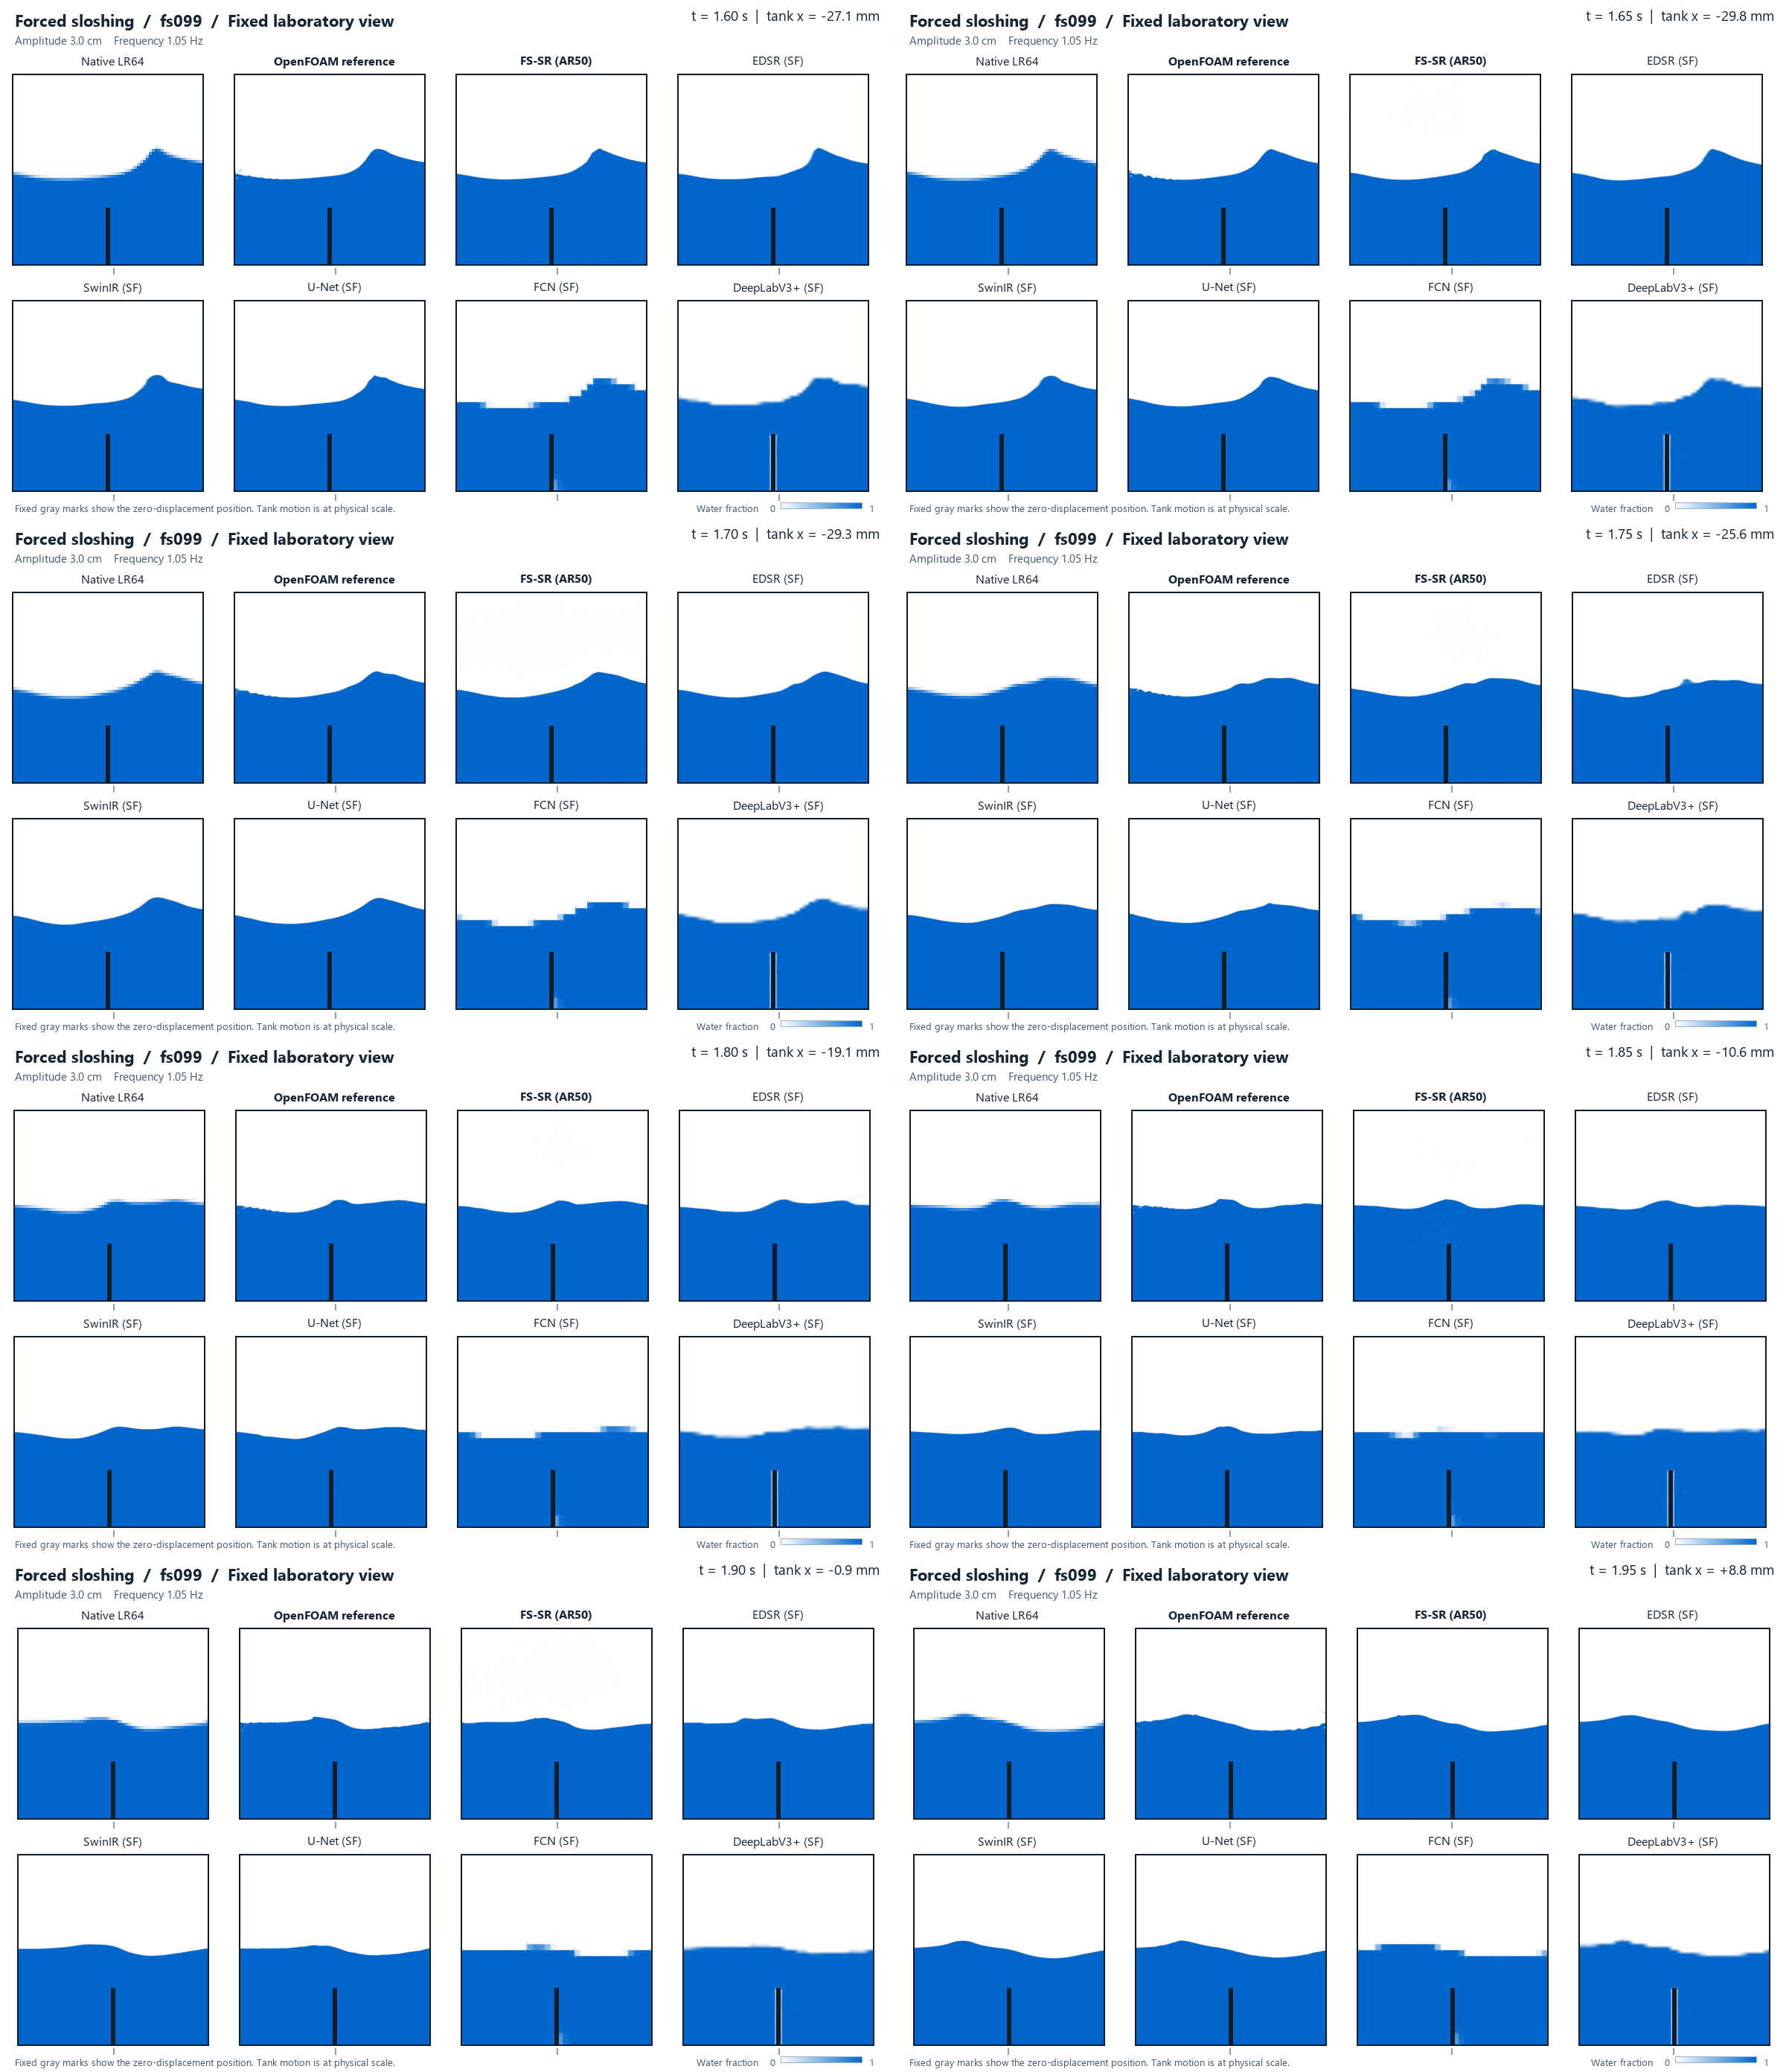 Forced sloshing / fs099 / Fixed laboratory view
t = 1.60 s | tank x = -27.1 mm
Amplitude 3.0 cm Frequency 1.05 Hz
Native LR64
OpenFOAM reference
FS-SR (AR50)
EDSR (SF)
SwinIR (SF)
U-Net (SF)
FCN (SF)
DeepLabV3+ (SF)
Fixed gray marks show the zero-displacement position. Tank motion is at physical scale.
Water fraction 0 1
Forced sloshing / fs099 / Fixed laboratory view
t = 1.65 s | tank x = -29.8 mm
Amplitude 3.0 cm Frequency 1.05 Hz
Native LR64
OpenFOAM reference
FS-SR (AR50)
EDSR (SF)
SwinIR (SF)
U-Net (SF)
FCN (SF)
DeepLabV3+ (SF)
Fixed gray marks show the zero-displacement position. Tank motion is at physical scale.
Water fraction 0 1
Forced sloshing / fs099 / Fixed laboratory view
t = 1.70 s | tank x = -29.3 mm
Amplitude 3.0 cm Frequency 1.05 Hz
Native LR64
OpenFOAM reference
FS-SR (AR50)
EDSR (SF)
SwinIR (SF)
U-Net (SF)
FCN (SF)
DeepLabV3+ (SF)
Fixed gray marks show the zero-displacement position. Tank motion is at physical scale.
Water fraction 0 1
Forced sloshing / fs099 / Fixed laboratory view
t = 1.75 s | tank x = -25.6 mm
Amplitude 3.0 cm Frequency 1.05 Hz
Native LR64
OpenFOAM reference
FS-SR (AR50)
EDSR (SF)
SwinIR (SF)
U-Net (SF)
FCN (SF)
DeepLabV3+ (SF)
Fixed gray marks show the zero-displacement position. Tank motion is at physical scale.
Water fraction 0 1
Forced sloshing / fs099 / Fixed laboratory view
t = 1.80 s | tank x = -19.1 mm
Amplitude 3.0 cm Frequency 1.05 Hz
Native LR64
OpenFOAM reference
FS-SR (AR50)
EDSR (SF)
SwinIR (SF)
U-Net (SF)
FCN (SF)
DeepLabV3+ (SF)
Fixed gray marks show the zero-displacement position. Tank motion is at physical scale.
Water fraction 0 1
Forced sloshing / fs099 / Fixed laboratory view
t = 1.85 s | tank x = -10.6 mm
Amplitude 3.0 cm Frequency 1.05 Hz
Native LR64
OpenFOAM reference
FS-SR (AR50)
EDSR (SF)
SwinIR (SF)
U-Net (SF)
FCN (SF)
DeepLabV3+ (SF)
Fixed gray marks show the zero-displacement position. Tank motion is at physical scale.
Water fraction 0 1
Forced sloshing / fs099 / Fixed laboratory view
t = 1.90 s | tank x = -0.9 mm
Amplitude 3.0 cm Frequency 1.05 Hz
Native LR64
OpenFOAM reference
FS-SR (AR50)
EDSR (SF)
SwinIR (SF)
U-Net (SF)
FCN (SF)
DeepLabV3+ (SF)
Fixed gray marks show the zero-displacement position. Tank motion is at physical scale.
Water fraction 0 1
Forced sloshing / fs099 / Fixed laboratory view
t = 1.95 s | tank x = +8.8 mm
Amplitude 3.0 cm Frequency 1.05 Hz
Native LR64
OpenFOAM reference
FS-SR (AR50)
EDSR (SF)
SwinIR (SF)
U-Net (SF)
FCN (SF)
DeepLabV3+ (SF)
Fixed gray marks show the zero-displacement position. Tank motion is at physical scale.
Water fraction 0 1